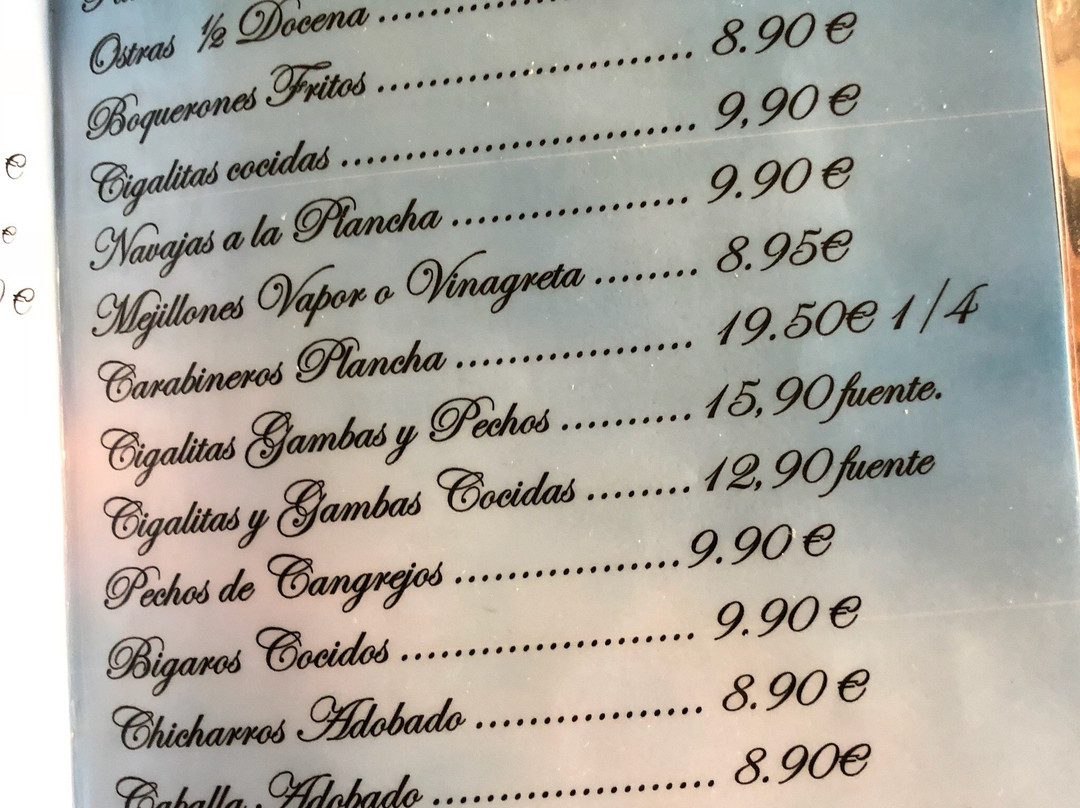 Ostras ½ Docena ..........
Boquerones Fritos .............................. 8.90 €
Cigalitas cocidas .................................. 9,90 €
Navajas a la Plancha ...................... 9.90 €
Mejillones Vapor o Vinagreta ........ 8.95€
Carabineros Plancha ...................... 19.50€ 1/4
Cigalitas Gambas y Pechos .......... 15,90 fuente.
Cigalitas y Gambas Cocidas ........ 12,90 fuente
Pechos de Cangrejos ..................... 9.90 €
Bigaros Cocidos ............................ 9.90 €
Chicharros Adobado ..................... 8.90 €
Caballa . Adobado .......................... 8.90€
€
€
€